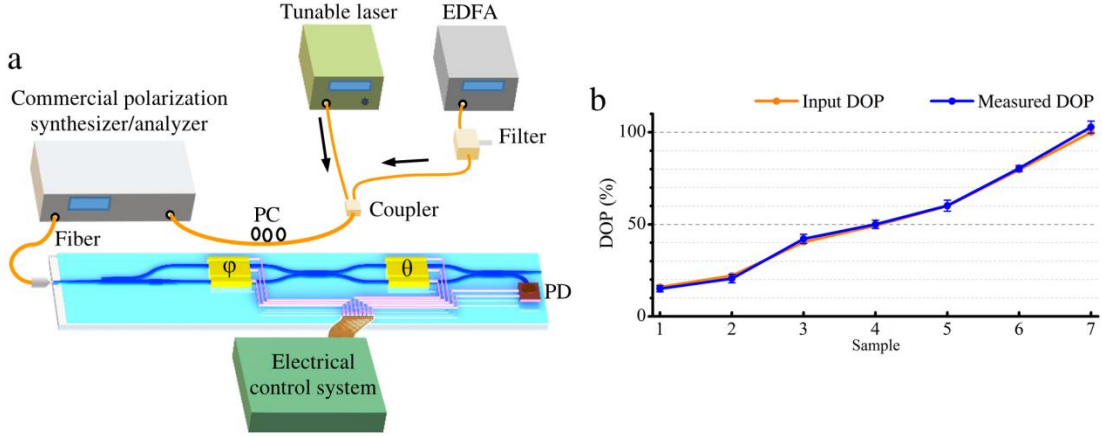 a
Tunable laser
EDFA
Commercial polarization
synthesizer/analyzer
Filter
Coupler
PC
Fiber
φ
θ
PD
Electrical
control system
b
Input DOP
Measured DOP
DOP (%)
100
50
0
1 2 3 4 5 6 7
Sample